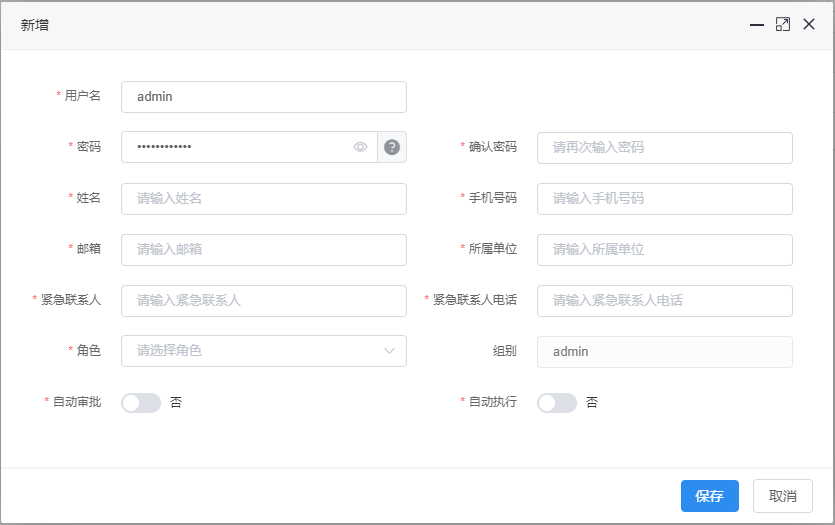 新增
* 用户名 admin
* 密码 •••••••••••• ? * 确认密码 请再次输入密码
* 姓名 请输入姓名 * 手机号码 请输入手机号码
* 邮箱 请输入邮箱 * 所属单位 请输入所属单位
* 紧急联系人 请输入紧急联系人 * 紧急联系人电话 请输入紧急联系人电话
* 角色 请选择角色 组别 admin
* 自动审批 否 * 自动执行 否
保存 取消